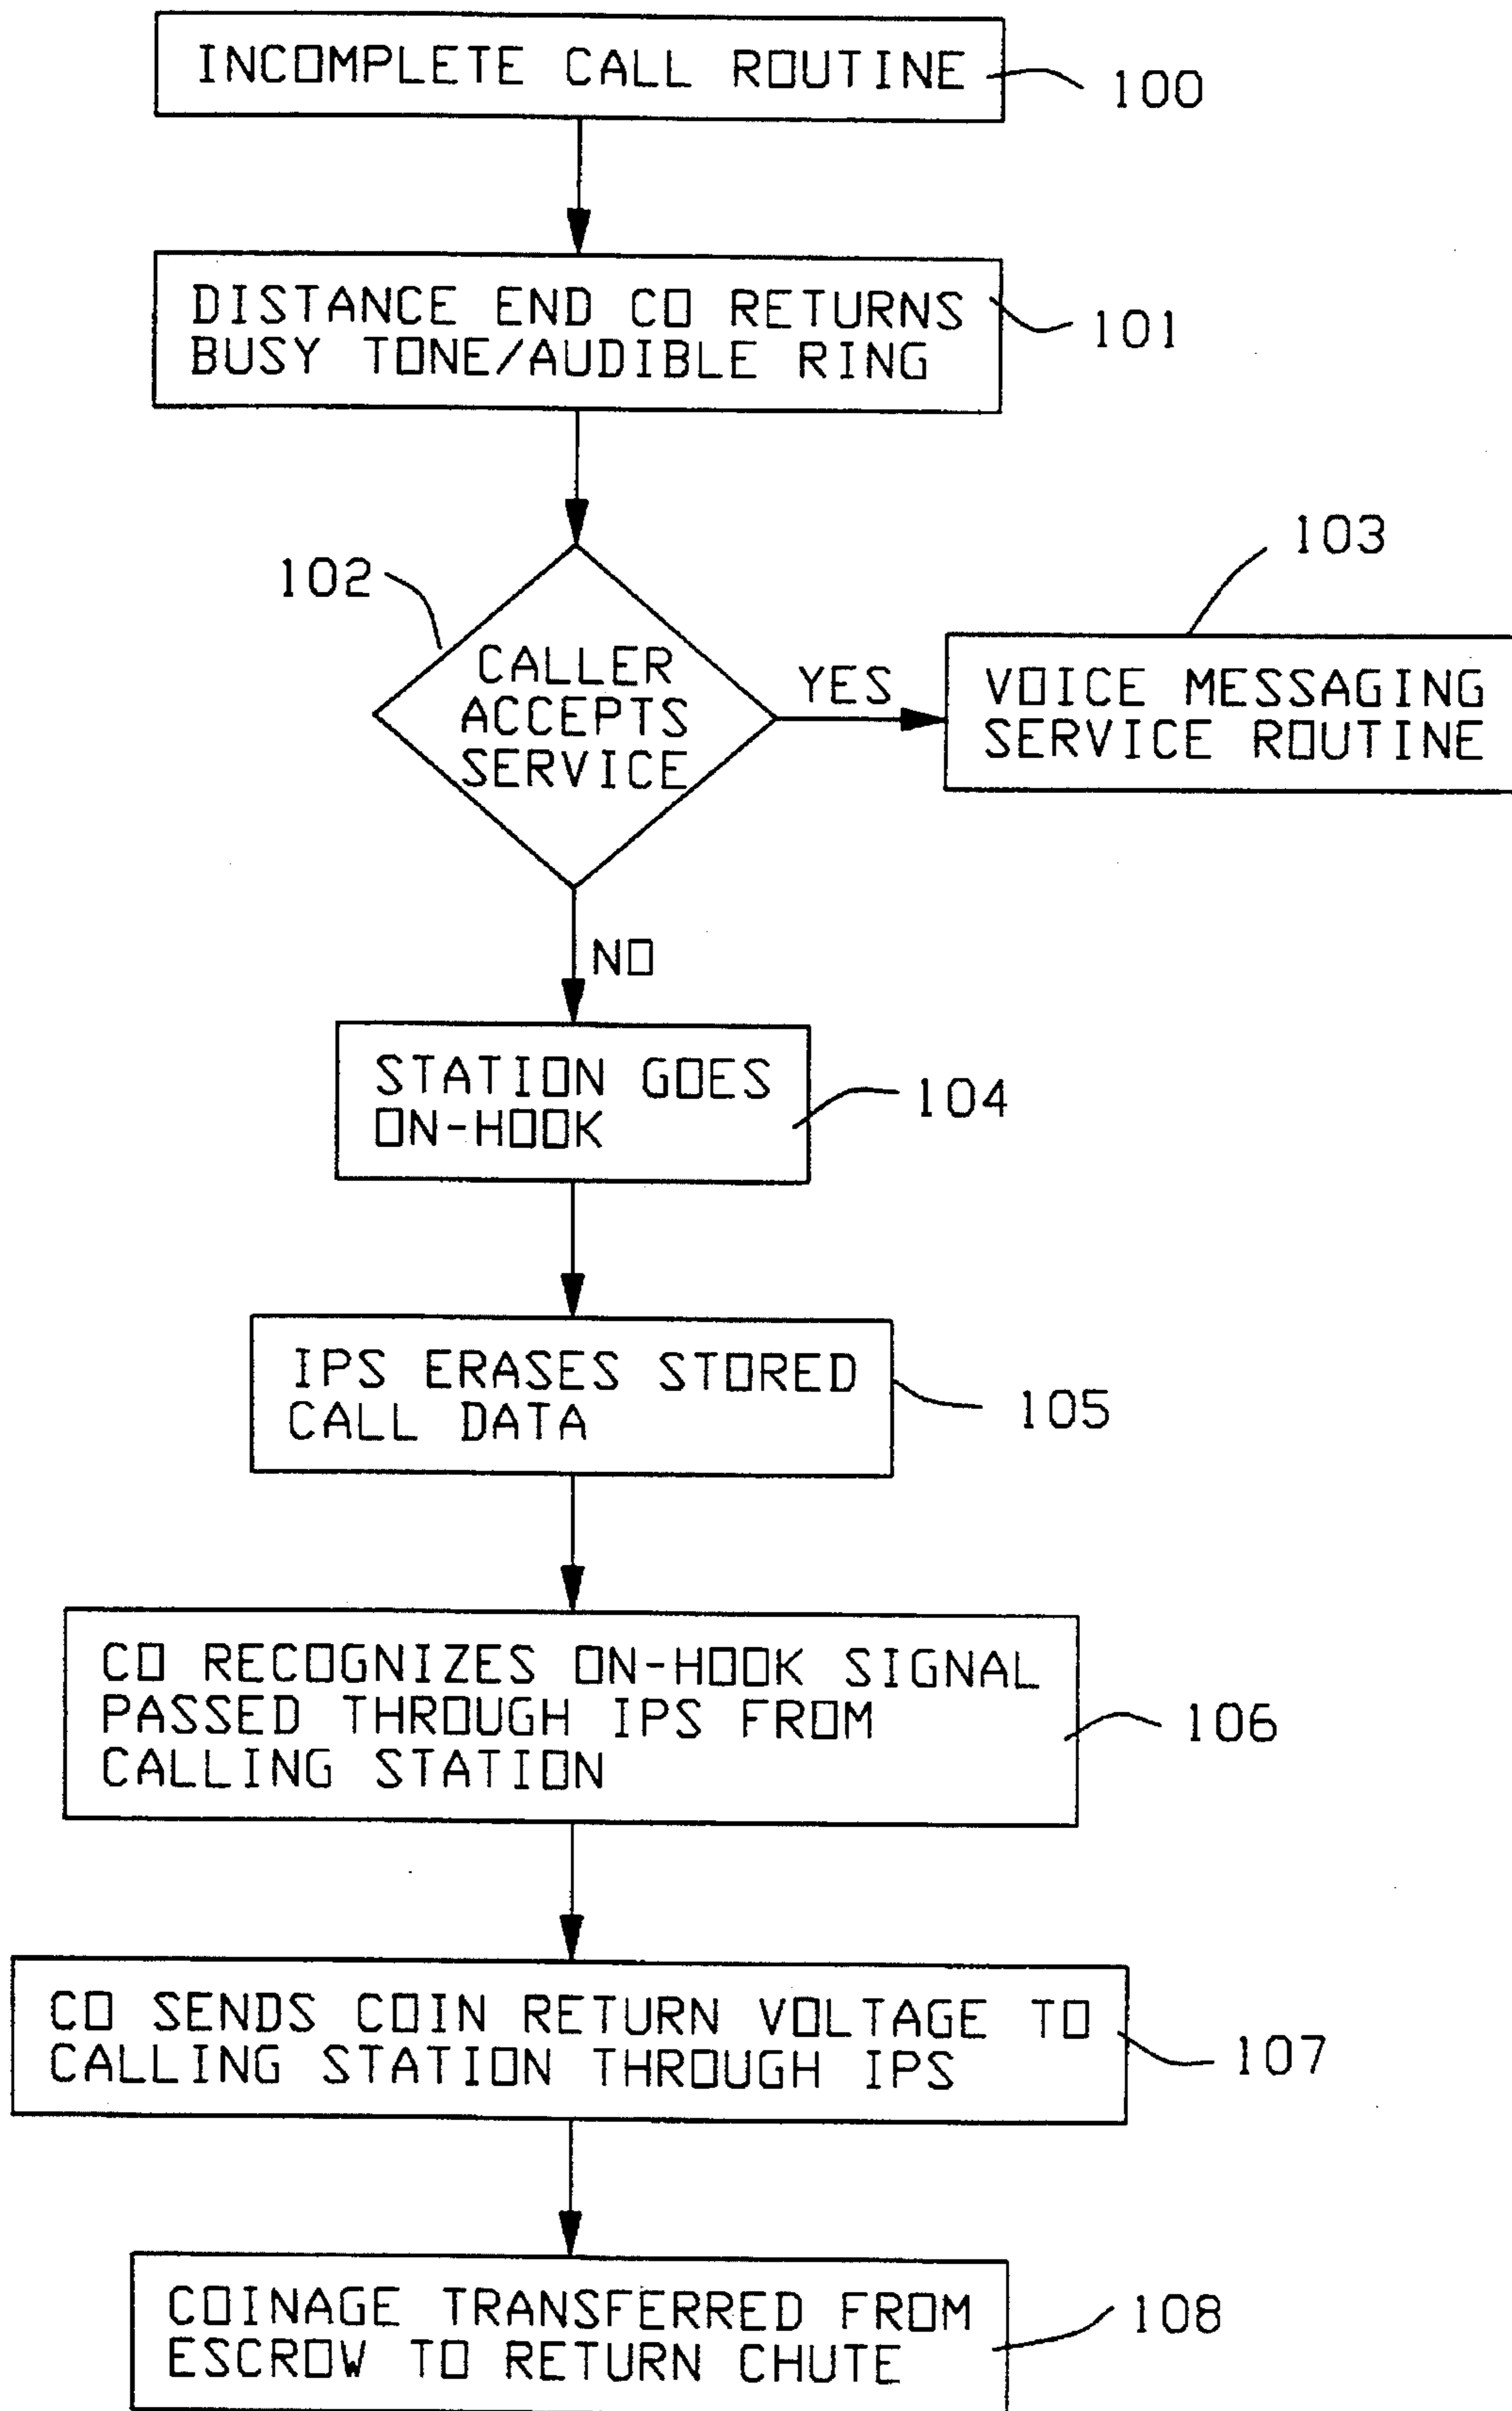 INCOMPLETE CALL ROUTINE
100
DISTANCE END CO RETURNS
BUSY TONE/AUDIBLE RING
101
102
CALLER
ACCEPTS
SERVICE
YES
103
VOICE MESSAGING
SERVICE ROUTINE
NO
STATION GOES
ON-HOOK
104
IPS ERASES STORED
CALL DATA
105
CO RECOGNIZES ON-HOOK SIGNAL
PASSED THROUGH IPS FROM
CALLING STATION
106
CO SENDS COIN RETURN VOLTAGE TO
CALLING STATION THROUGH IPS
107
COINAGE TRANSFERRED FROM
ESCROW TO RETURN CHUTE
108